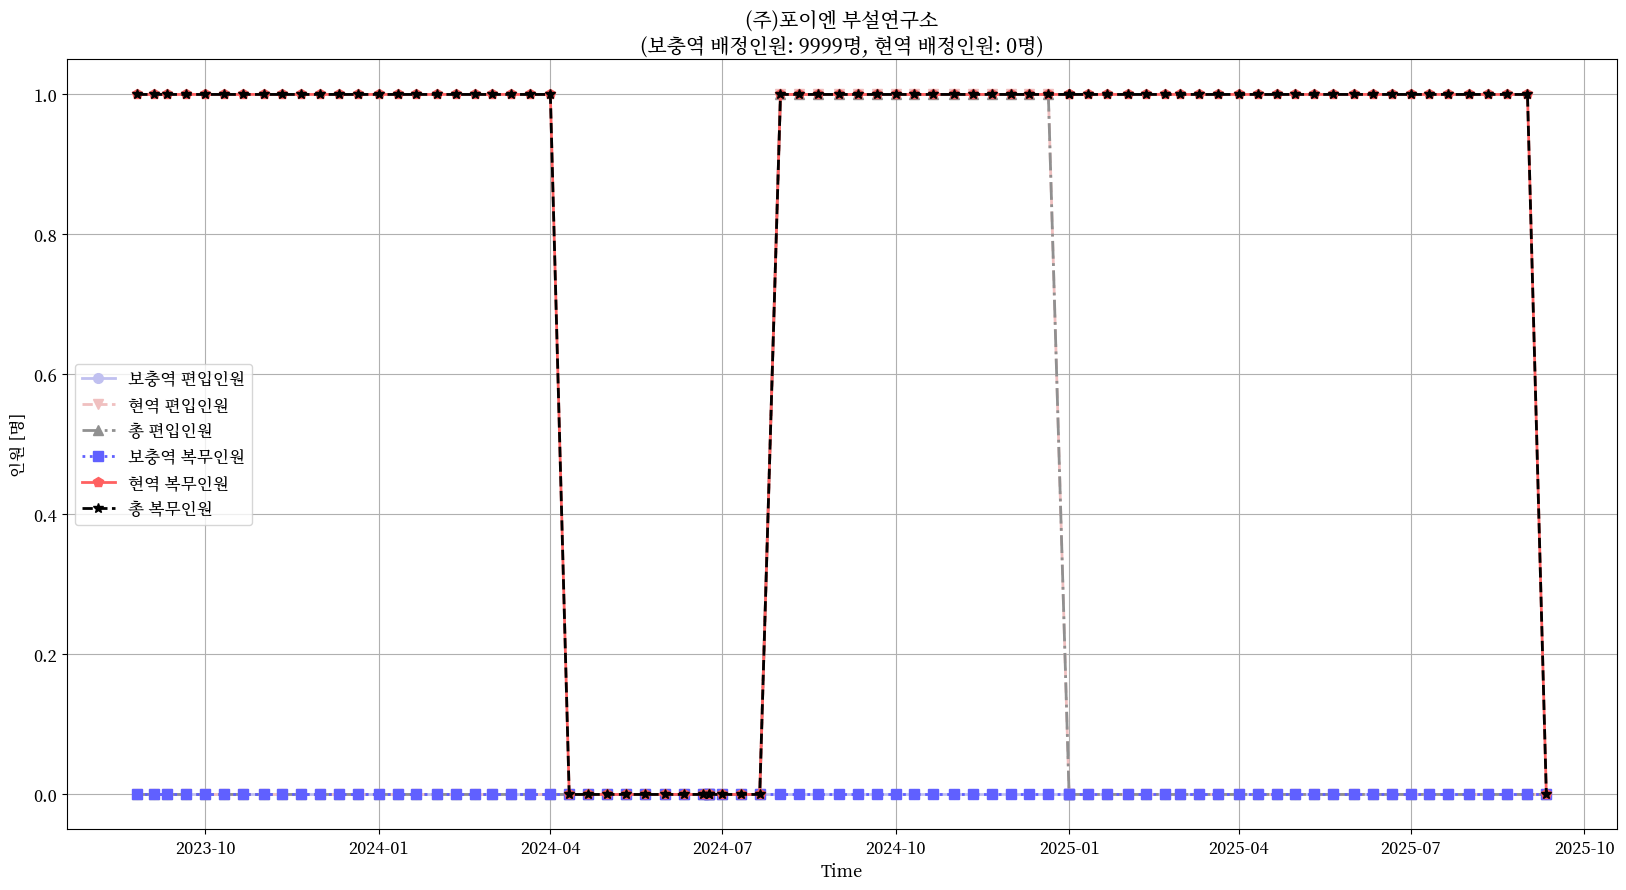 (주)포이엔 부설연구소
(보충역 배정인원: 9999명, 현역 배정인원: 0명)
인원 [명]
1.0
0.8
0.6
0.4
0.2
0.0
보충역 편입인원
현역 편입인원
총 편입인원
보충역 복무인원
현역 복무인원
총 복무인원
2023-10 2024-01 2024-04 2024-07 2024-10 2025-01 2025-04 2025-07 2025-10
Time